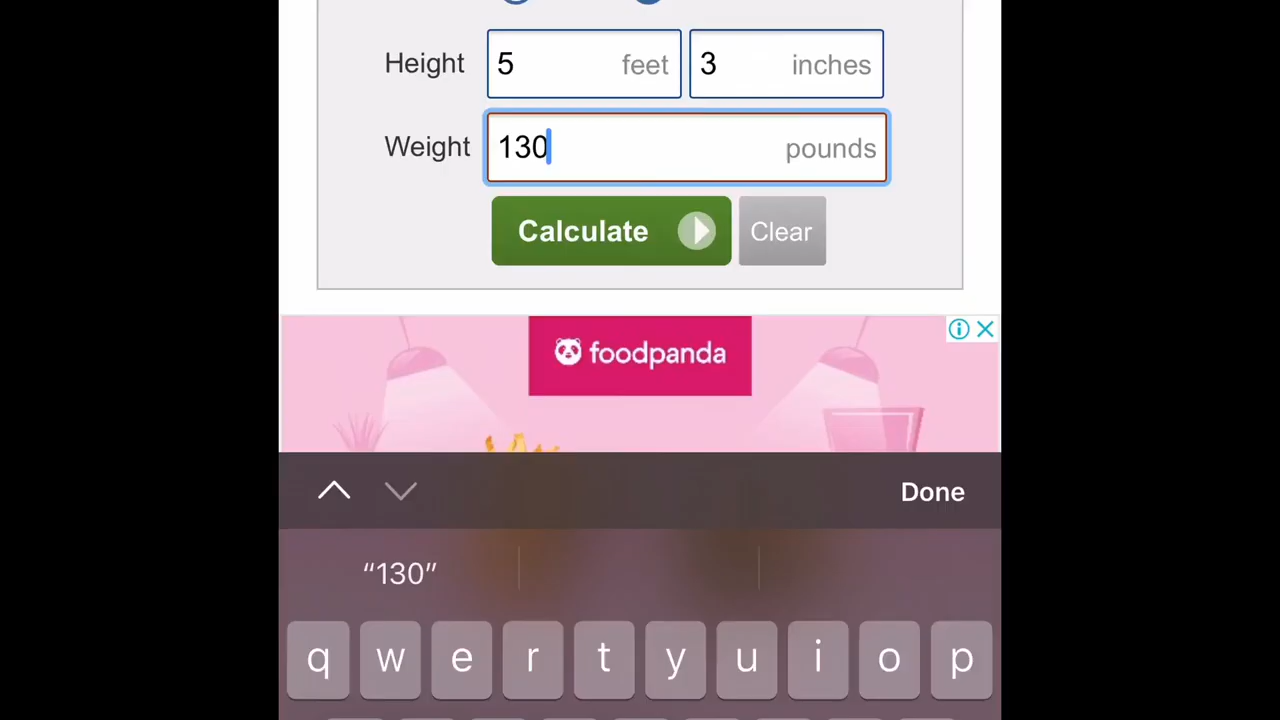 Height 5 feet 3 inches
Weight 130 pounds
Calculate Clear
foodpanda
Done
“130”
q w e r t y u i o p